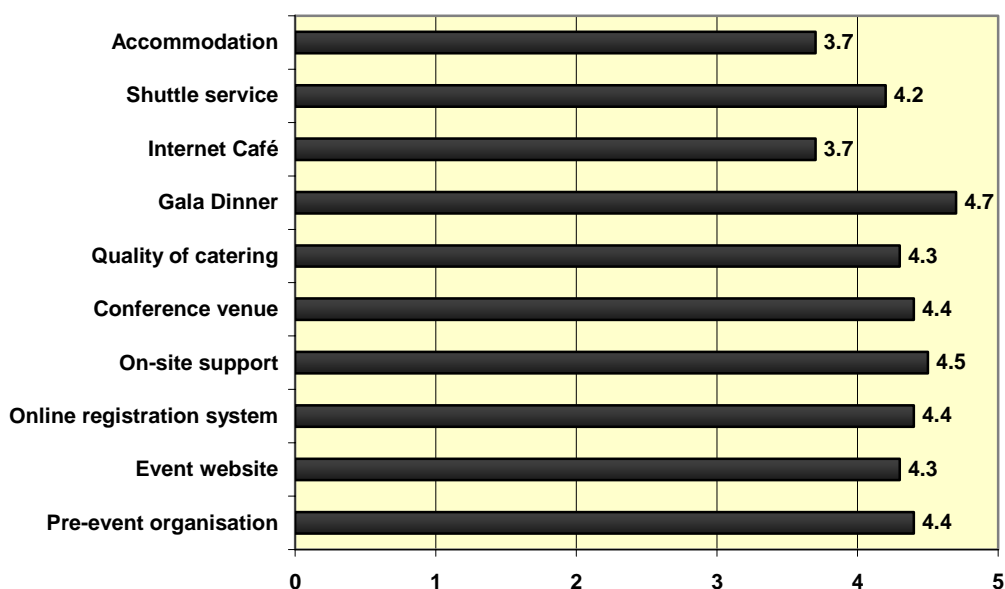 Accommodation 3.7
Shuttle service 4.2
Internet Café 3.7
Gala Dinner 4.7
Quality of catering 4.3
Conference venue 4.4
On-site support 4.5
Online registration system 4.4
Event website 4.3
Pre-event organisation 4.4
0 1 2 3 4 5